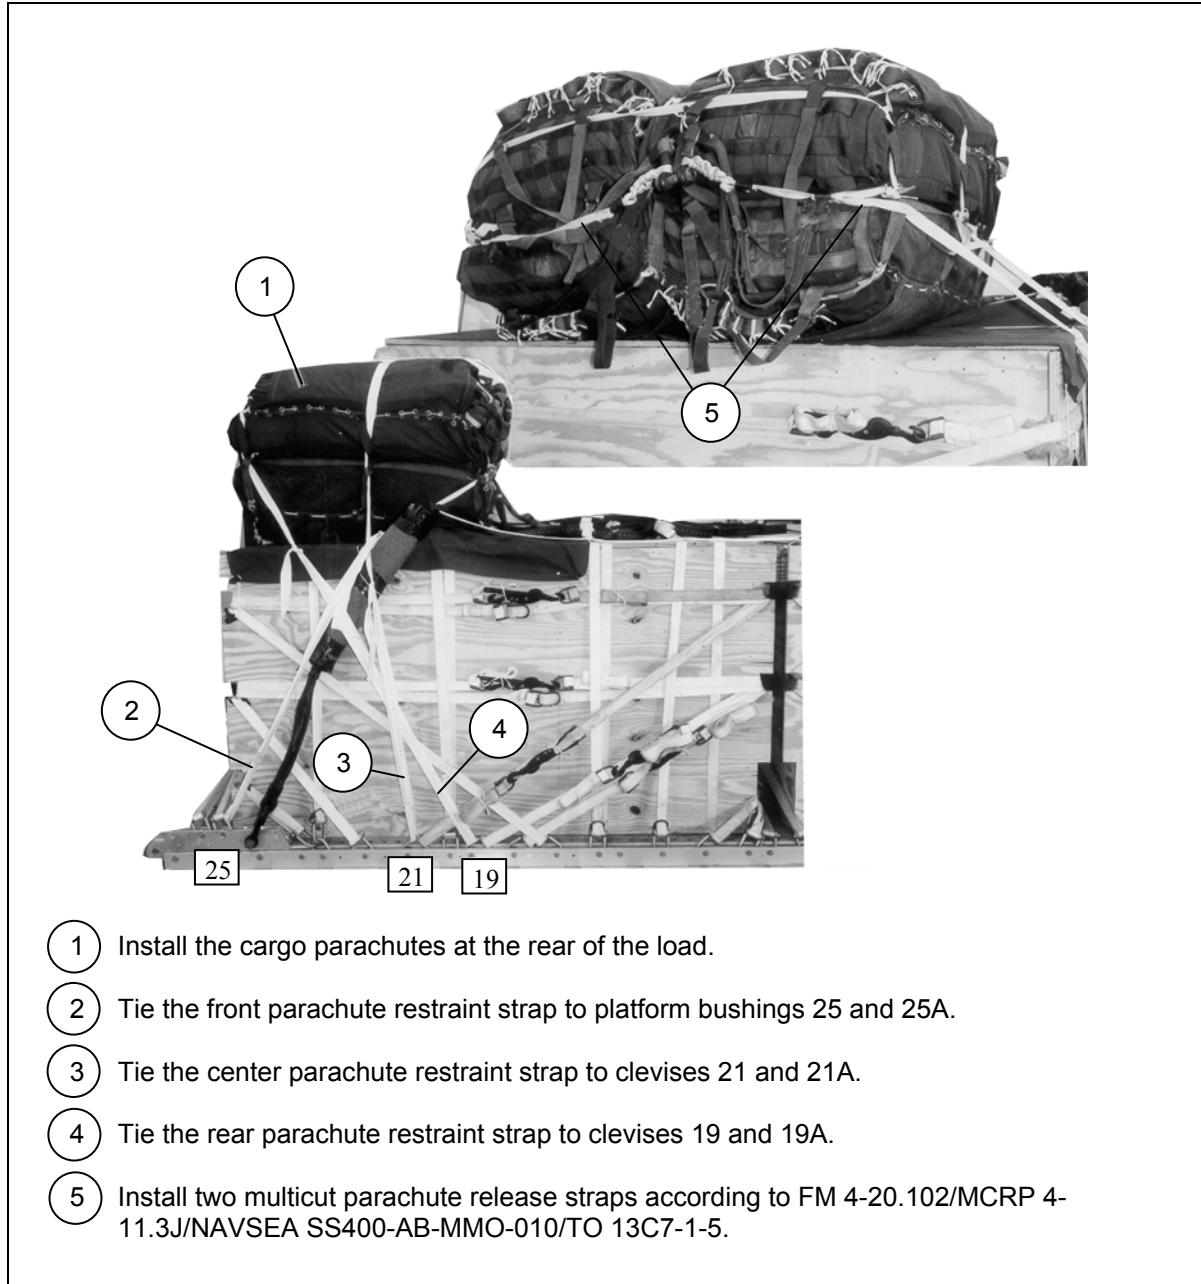 1
5
2
3
4
25
21
19
1 Install the cargo parachutes at the rear of the load.
2 Tie the front parachute restraint strap to platform bushings 25 and 25A.
3 Tie the center parachute restraint strap to clevises 21 and 21A.
4 Tie the rear parachute restraint strap to clevises 19 and 19A.
5 Install two multicut parachute release straps according to FM 4-20.102/MCRP 4-
11.3J/NAVSEA SS400-AB-MMO-010/TO 13C7-1-5.